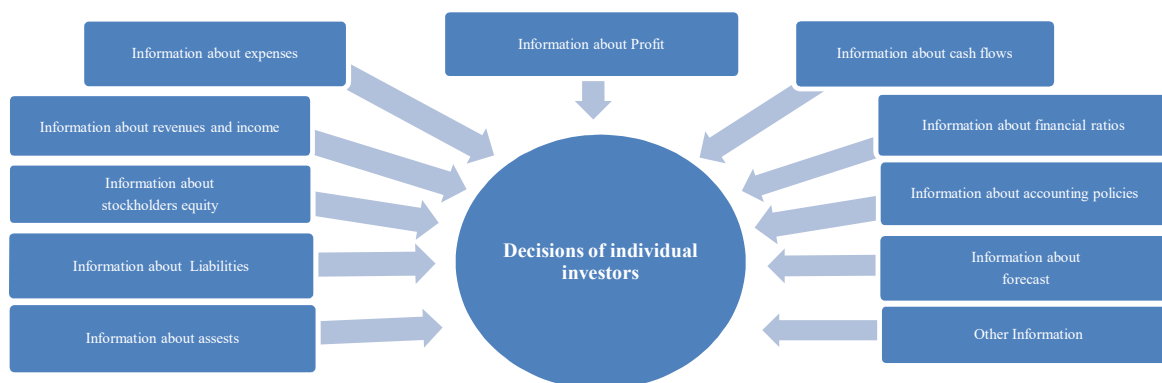 Information about expenses
Information about Profit
Information about cash flows
Information about revenues and income
Information about financial ratios
Information about
stockholders equity
Information about accounting policies
Decisions of individual
investors
Information about  Liabilities
Information about
forecast
Information about assests
Other Information